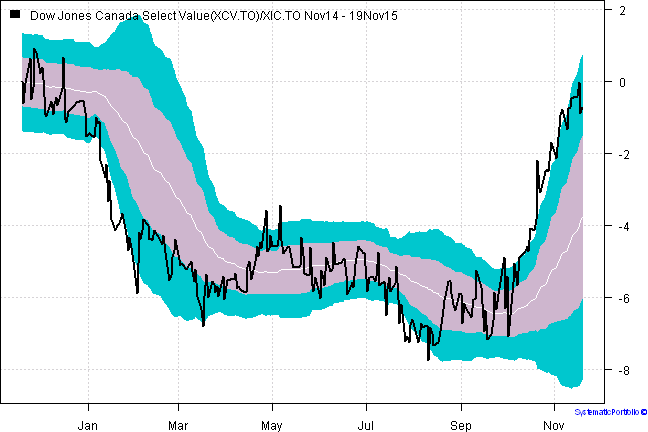 Dow Jones Canada Select Value(XCV.TO)/XIC.TO Nov14 - 19Nov15
2
0
-2
-4
-6
-8
Jan Mar May Jul Sep Nov
SystematicPortfolio ©